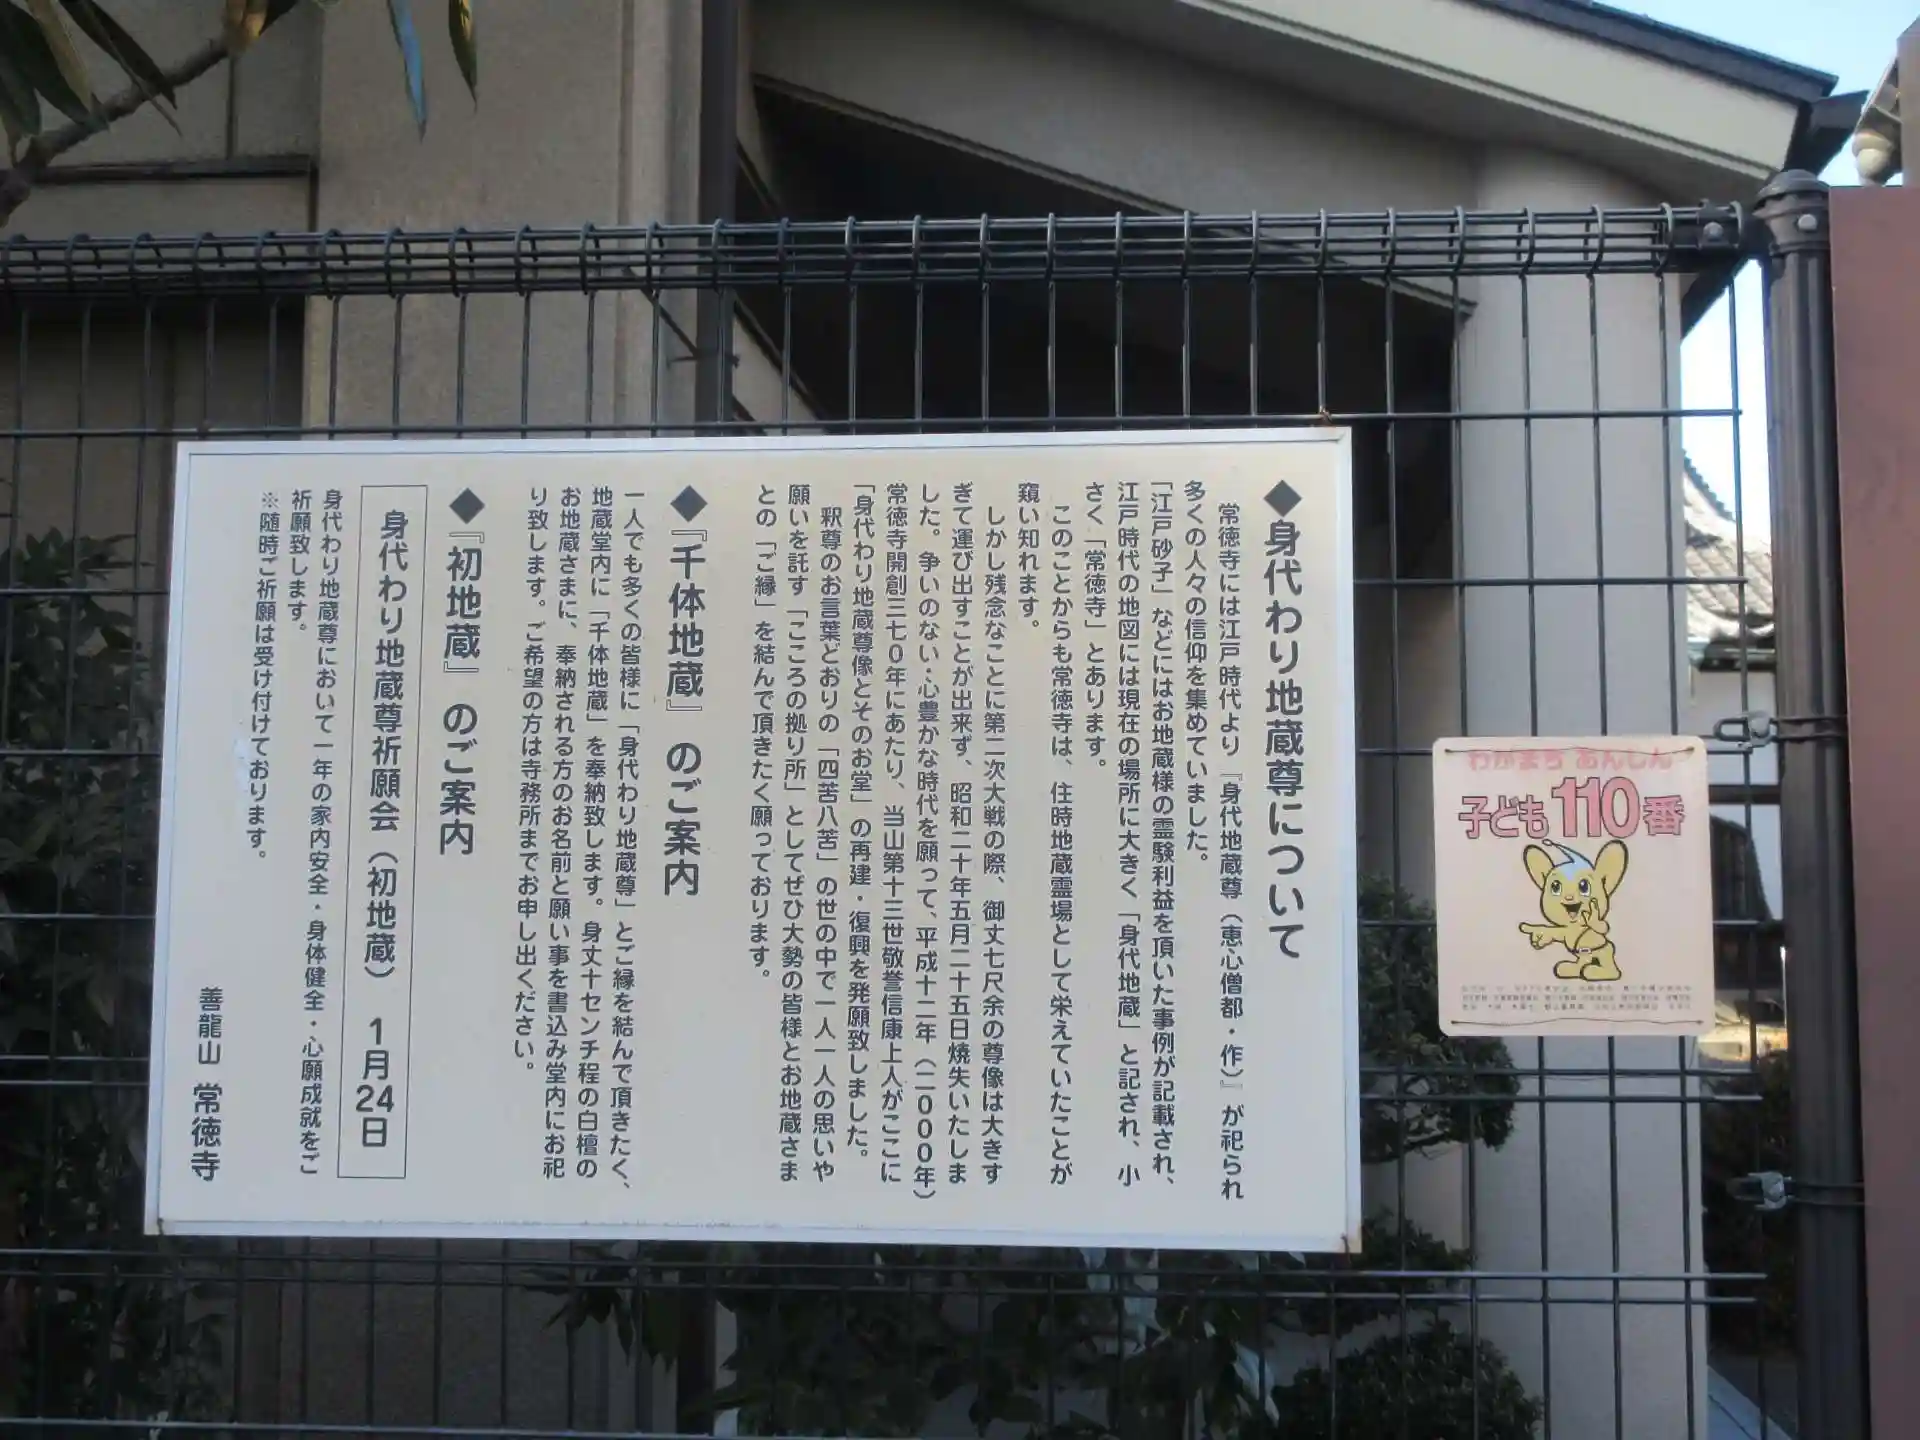 ◆身代わり地蔵尊について
常徳寺には江戸時代より『身代地蔵尊（恵心僧都・作）』が祀られ
多くの人々の信仰を集めていました。
「江戸砂子」などにはお地蔵様の霊験利益を頂いた事例が記載され、
江戸時代の地図には現在の場所に大きく「身代地蔵」と記され、小
さく「常徳寺」とあります。
このことからも常徳寺は、往時地蔵霊場として栄えていたことが
窺い知れます。
しかし残念なことに第二次大戦の際、御丈七尺余の尊像は大きす
ぎて運び出すことが出来ず、昭和二十年五月二十五日焼失いたしま
した。争いのない・心豊かな時代を願って、平成十二年（二〇〇〇年）
常徳寺開創三七〇年にあたり、当山第十三世敬誉信康上人がここに
「身代わり地蔵尊像とそのお堂」の再建・復興を発願致しました。
釈尊のお言葉どおりの「四苦八苦」の世の中で一人一人の思いや
願いを託す「こころの拠り所」としてぜひ大勢の皆様とお地蔵さま
との「ご縁」を結んで頂きたく願っております。
◆『千体地蔵』のご案内
一人でも多くの皆様に「身代わり地蔵尊」とご縁を結んで頂きたく、
地蔵堂内に「千体地蔵」を奉納致します。身丈十センチ程の白檀の
お地蔵さまに、奉納される方のお名前と願い事を書込み堂内にお祀
り致します。ご希望の方は寺務所までお申し出ください。
◆『初地蔵』のご案内
身代わり地蔵尊祈願会（初地蔵） 1月24日
身代わり地蔵尊において一年の家内安全・身体健全・心願成就をご
祈願致します。
※随時ご祈願は受け付けております。
善龍山 常徳寺
わがまち あんしん
子ども110番